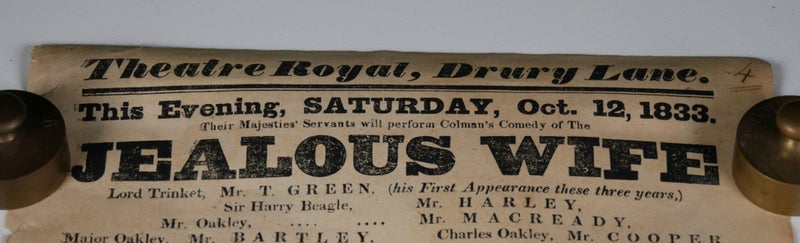 Theatre Royal, Drury Lane.
4
This Evening, SATURDAY, Oct. 12, 1833.
Their Majesties' Servants will perform Colman's Comedy of The
JEALOUS WIFE
Lord Trinket, Mr. T. GREEN, (his First Appearance these three years,)
Sir Harry Beagle, Mr. HARLEY,
Mr. Oakley, .... .... Mr. MACREADY,
Major Oakley, Mr. BARTLEY, Charles Oakley, Mr. COOPER